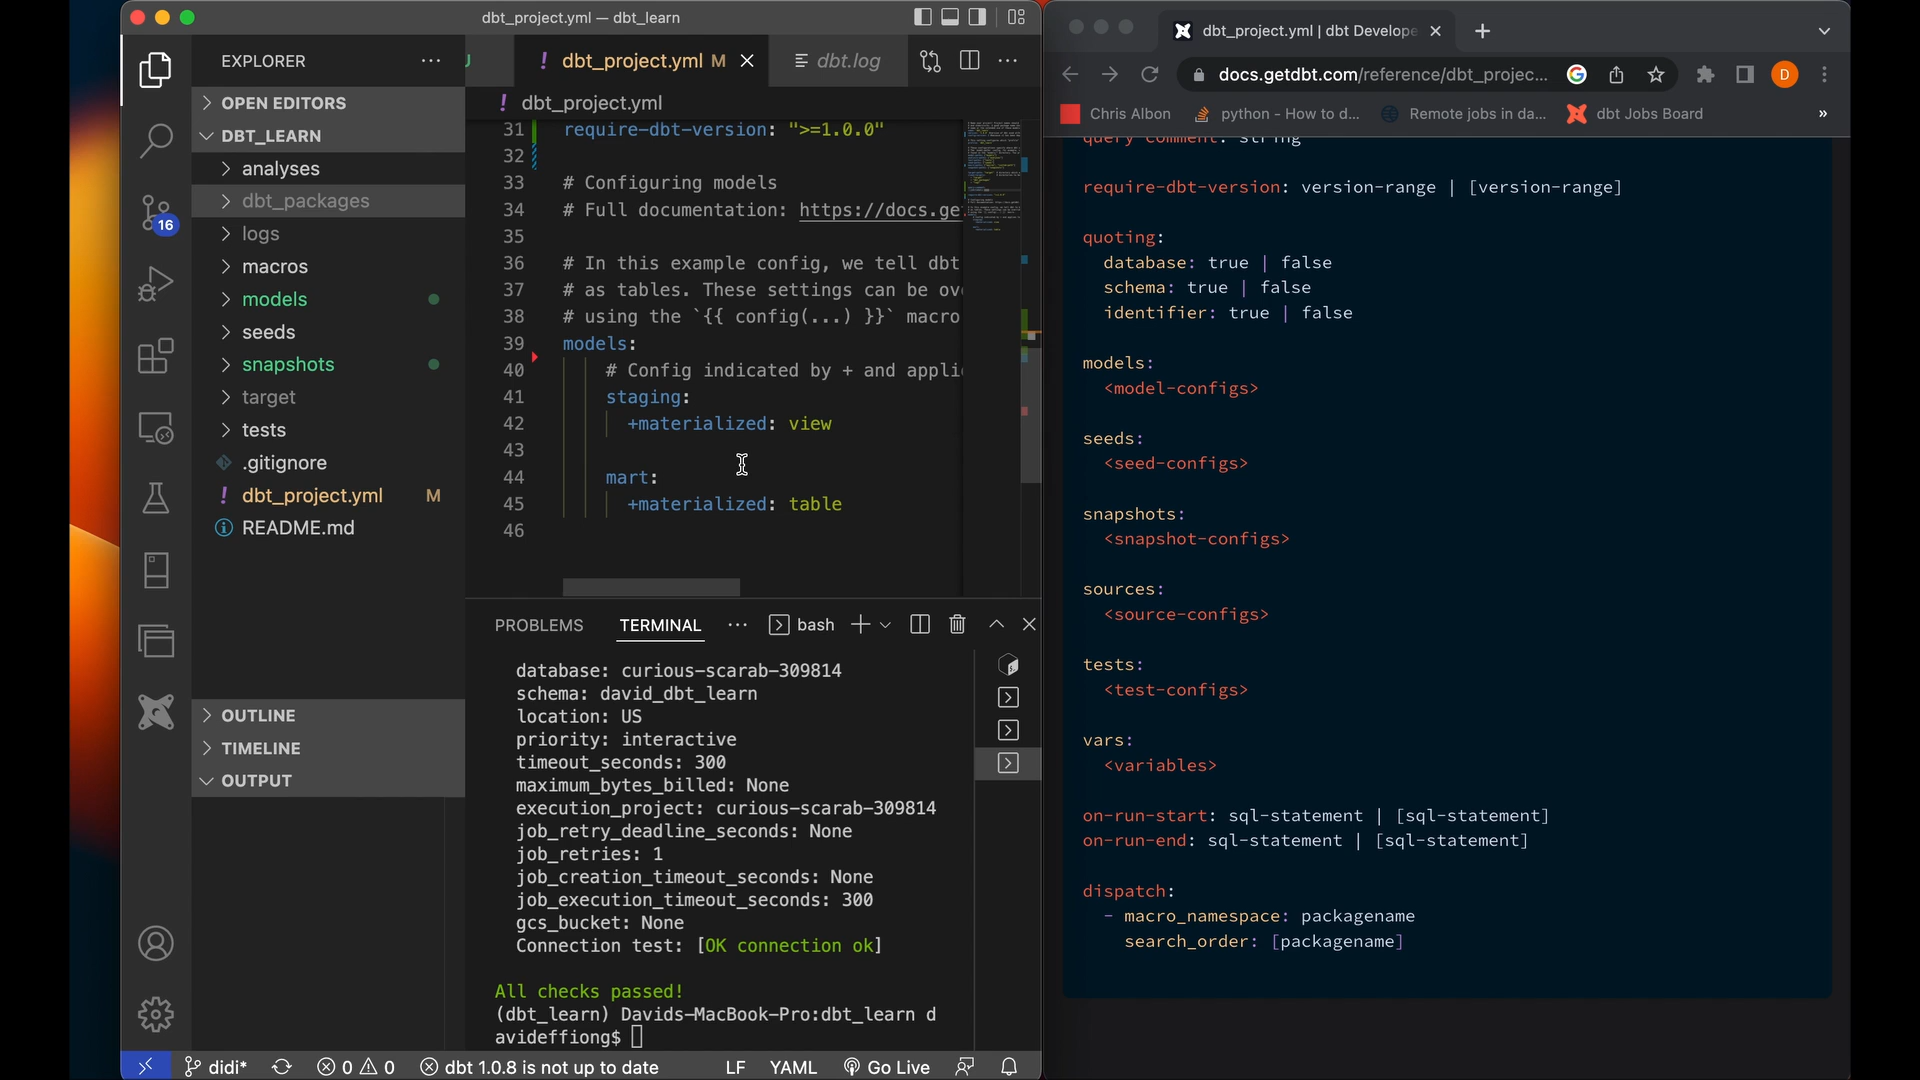 dbt_project.yml — dbt_learn
EXPLORER
OPEN EDITORS
DBT_LEARN
analyses
dbt_packages
logs
macros
models
seeds
snapshots
target
tests
.gitignore
dbt_project.yml M
README.md
OUTLINE
TIMELINE
OUTPUT
16
! dbt_project.yml M
dbt.log
! dbt_project.yml
31 require-dbt-version: ">=1.0.0"
32
33 # Configuring models
34 # Full documentation: https://docs.ge
35
36 # In this example config, we tell dbt
37 # as tables. These settings can be ov
38 # using the `{{ config(...) }}` macro
39 models:
40 # Config indicated by + and appli
41 staging:
42 +materialized: view
43
44 mart:
45 +materialized: table
46
PROBLEMS TERMINAL bash
database: curious-scarab-309814
schema: david_dbt_learn
location: US
priority: interactive
timeout_seconds: 300
maximum_bytes_billed: None
execution_project: curious-scarab-309814
job_retry_deadline_seconds: None
job_retries: 1
job_creation_timeout_seconds: None
job_execution_timeout_seconds: 300
gcs_bucket: None
Connection test: [OK connection ok]
All checks passed!
(dbt_learn) Davids-MacBook-Pro:dbt_learn d
avideffiong$
didi* 0 0 dbt 1.0.8 is not up to date LF YAML Go Live
dbt_project.yml | dbt Develope
docs.getdbt.com/reference/dbt_projec...
D
Chris Albon python - How to d... Remote jobs in da... dbt Jobs Board »
query-comment: string
require-dbt-version: version-range | [version-range]
quoting:
database: true | false
schema: true | false
identifier: true | false
models:
<model-configs>
seeds:
<seed-configs>
snapshots:
<snapshot-configs>
sources:
<source-configs>
tests:
<test-configs>
vars:
<variables>
on-run-start: sql-statement | [sql-statement]
on-run-end: sql-statement | [sql-statement]
dispatch:
- macro_namespace: packagename
search_order: [packagename]